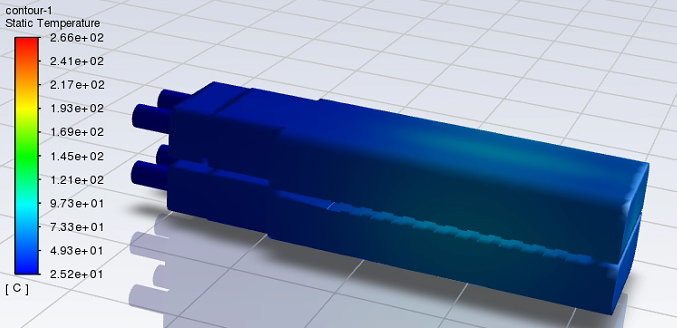 contour-1
Static Temperature
2.66e+02
2.41e+02
2.17e+02
1.93e+02
1.69e+02
1.45e+02
1.21e+02
9.73e+01
7.33e+01
4.93e+01
2.52e+01
[ C ]